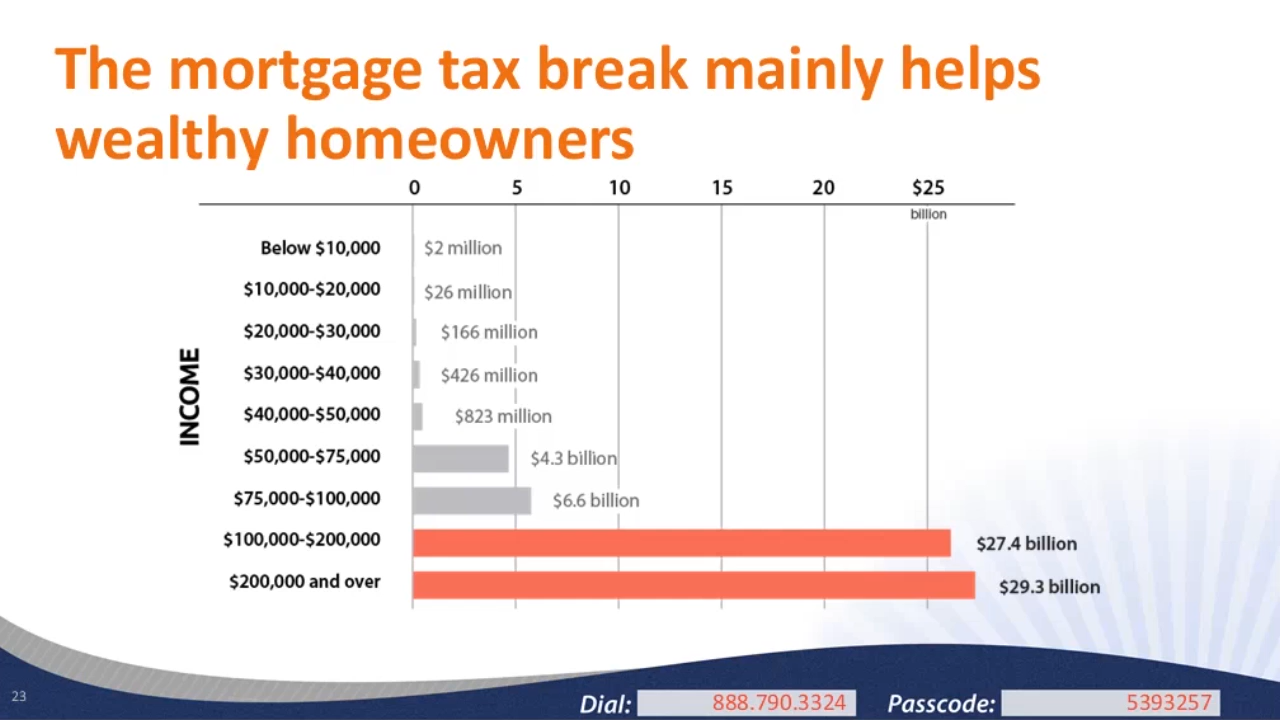 The mortgage tax break mainly helps
wealthy homeowners
0 5 10 15 20 $25
billion
INCOME
Below $10,000 $2 million
$10,000-$20,000 $26 million
$20,000-$30,000 $166 million
$30,000-$40,000 $426 million
$40,000-$50,000 $823 million
$50,000-$75,000 $4.3 billion
$75,000-$100,000 $6.6 billion
$100,000-$200,000 $27.4 billion
$200,000 and over $29.3 billion
23
Dial: 888.790.3324 Passcode: 5393257